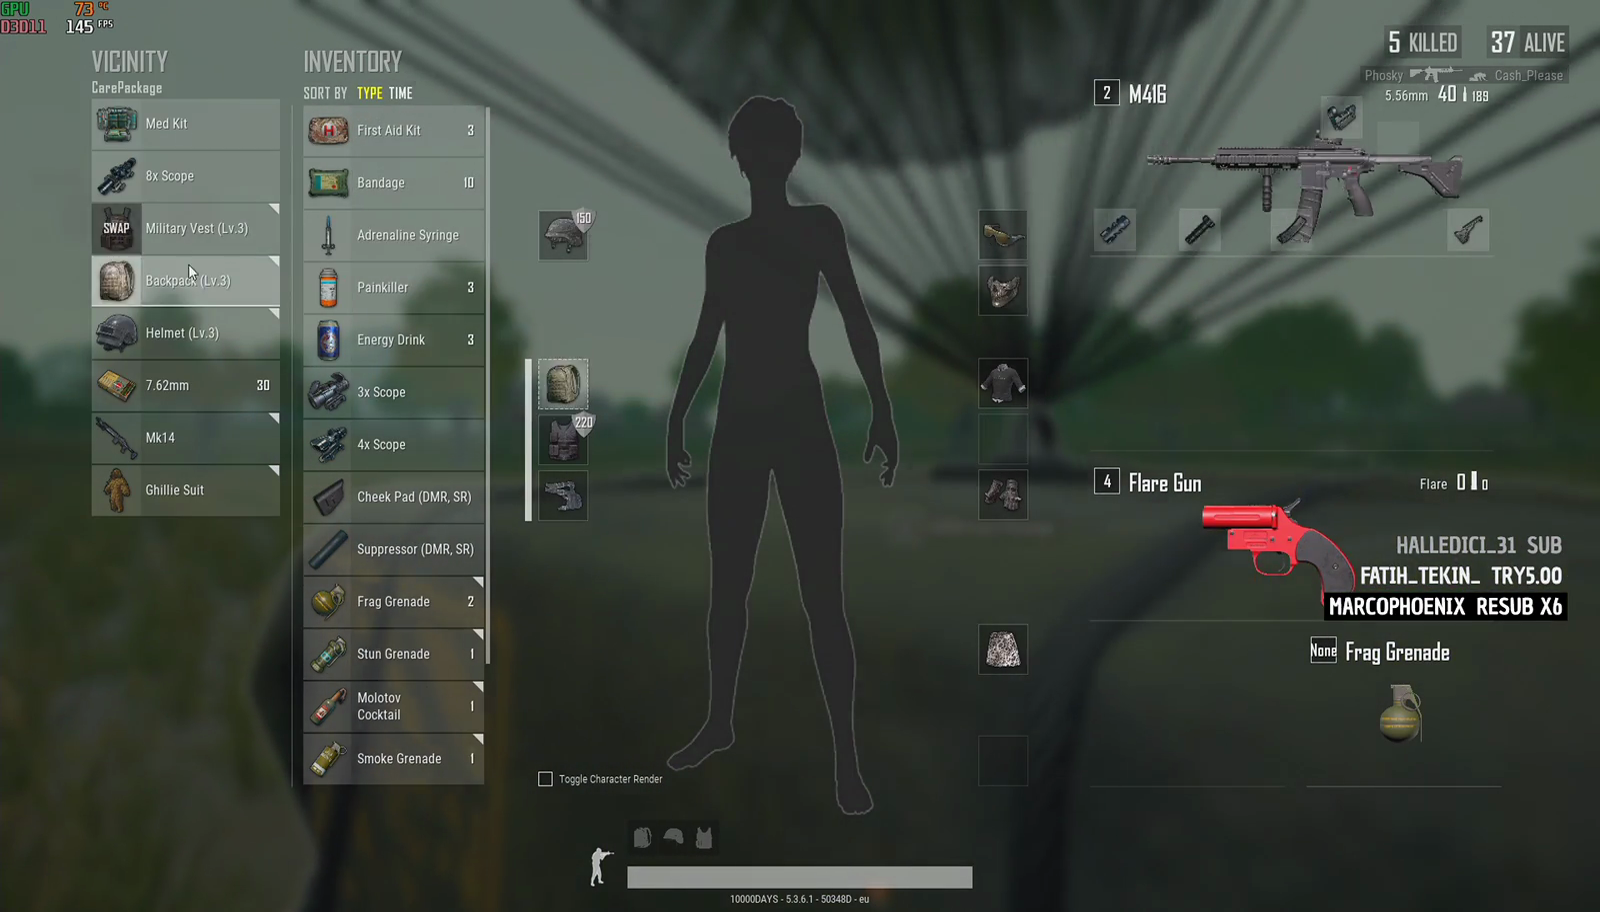 GPU 73 °C
D3D11 145 FPS
VICINITY
CarePackage
Med Kit
8x Scope
SWAP Military Vest (Lv.3)
Backpack (Lv.3)
Helmet (Lv.3)
7.62mm 30
Mk14
Ghillie Suit
INVENTORY
SORT BY TYPE TIME
First Aid Kit 3
Bandage 10
Adrenaline Syringe
Painkiller 3
Energy Drink 3
3x Scope
4x Scope
Cheek Pad (DMR, SR)
Suppressor (DMR, SR)
Frag Grenade 2
Stun Grenade 1
Molotov
Cocktail 1
Smoke Grenade 1
150
220
Toggle Character Render
10000DAYS - 5.3.6.1 - 50348D - eu
5 KILLED 37 ALIVE
Phosky Cash_Please
2 M416
5.56mm 40 189
4 Flare Gun
Flare 0 0
HALLEDICI_31 SUB
FATIH_TEKIN_ TRY5.00
MARCOPHOENIX RESUB X6
None Frag Grenade